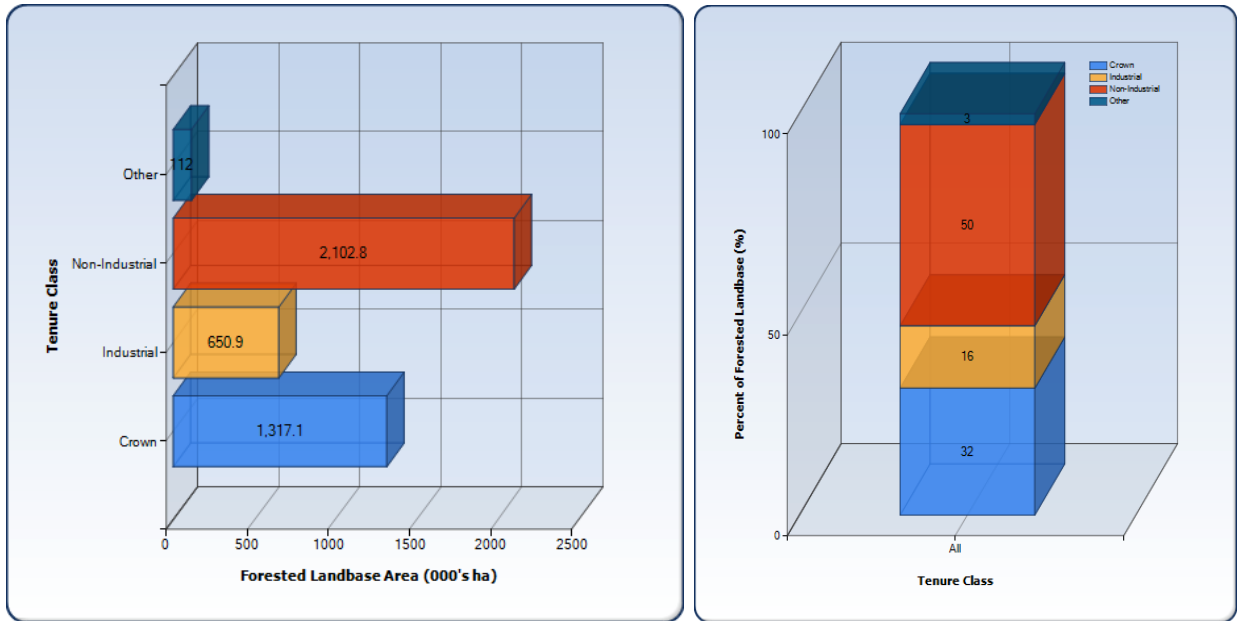 Tenure Class
Other
112
Non-Industrial
2,102.8
Industrial
650.9
Crown
1,317.1
0 500 1000 1500 2000 2500
Forested Landbase Area (000's ha)
Percent of Forested Landbase (%)
100
50
0
Crown
Industrial
Non-Industrial
Other
3
50
16
32
All
Tenure Class